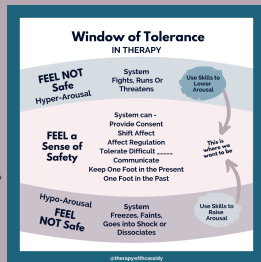 Window of Tolerance
IN THERAPY
FEEL NOT
Safe
Hyper-Arousal
System
Fights, Runs Or
Threatens
Use Skills to
Lower
Arousal
FEEL a
Sense of
Safety
System can -
Provide Consent
Shift Affect
Affect Regulation
Tolerate Difficult _____
Communicate
Keep One Foot in the Present
One Foot in the Past
This is
where we
want to be
Hypo-Arousal
FEEL
NOT Safe
System
Freezes, Faints,
Goes into Shock or
Dissociates
Use Skills to
Raise
Arousal
@therapywithcassidy